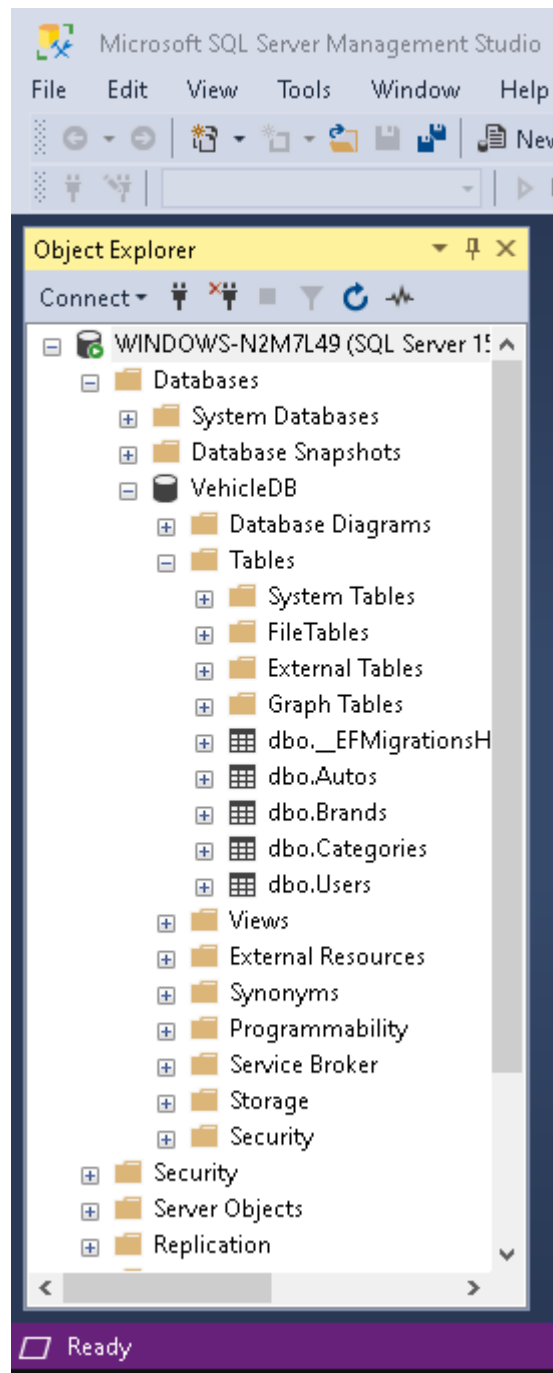 Microsoft SQL Server Management Studio
File Edit View Tools Window Help
New
Object Explorer
Connect
WINDOWS-N2M7L49 (SQL Server 15
Databases
System Databases
Database Snapshots
VehicleDB
Database Diagrams
Tables
System Tables
FileTables
External Tables
Graph Tables
dbo.__EFMigrationsH
dbo.Autos
dbo.Brands
dbo.Categories
dbo.Users
Views
External Resources
Synonyms
Programmability
Service Broker
Storage
Security
Security
Server Objects
Replication
Ready